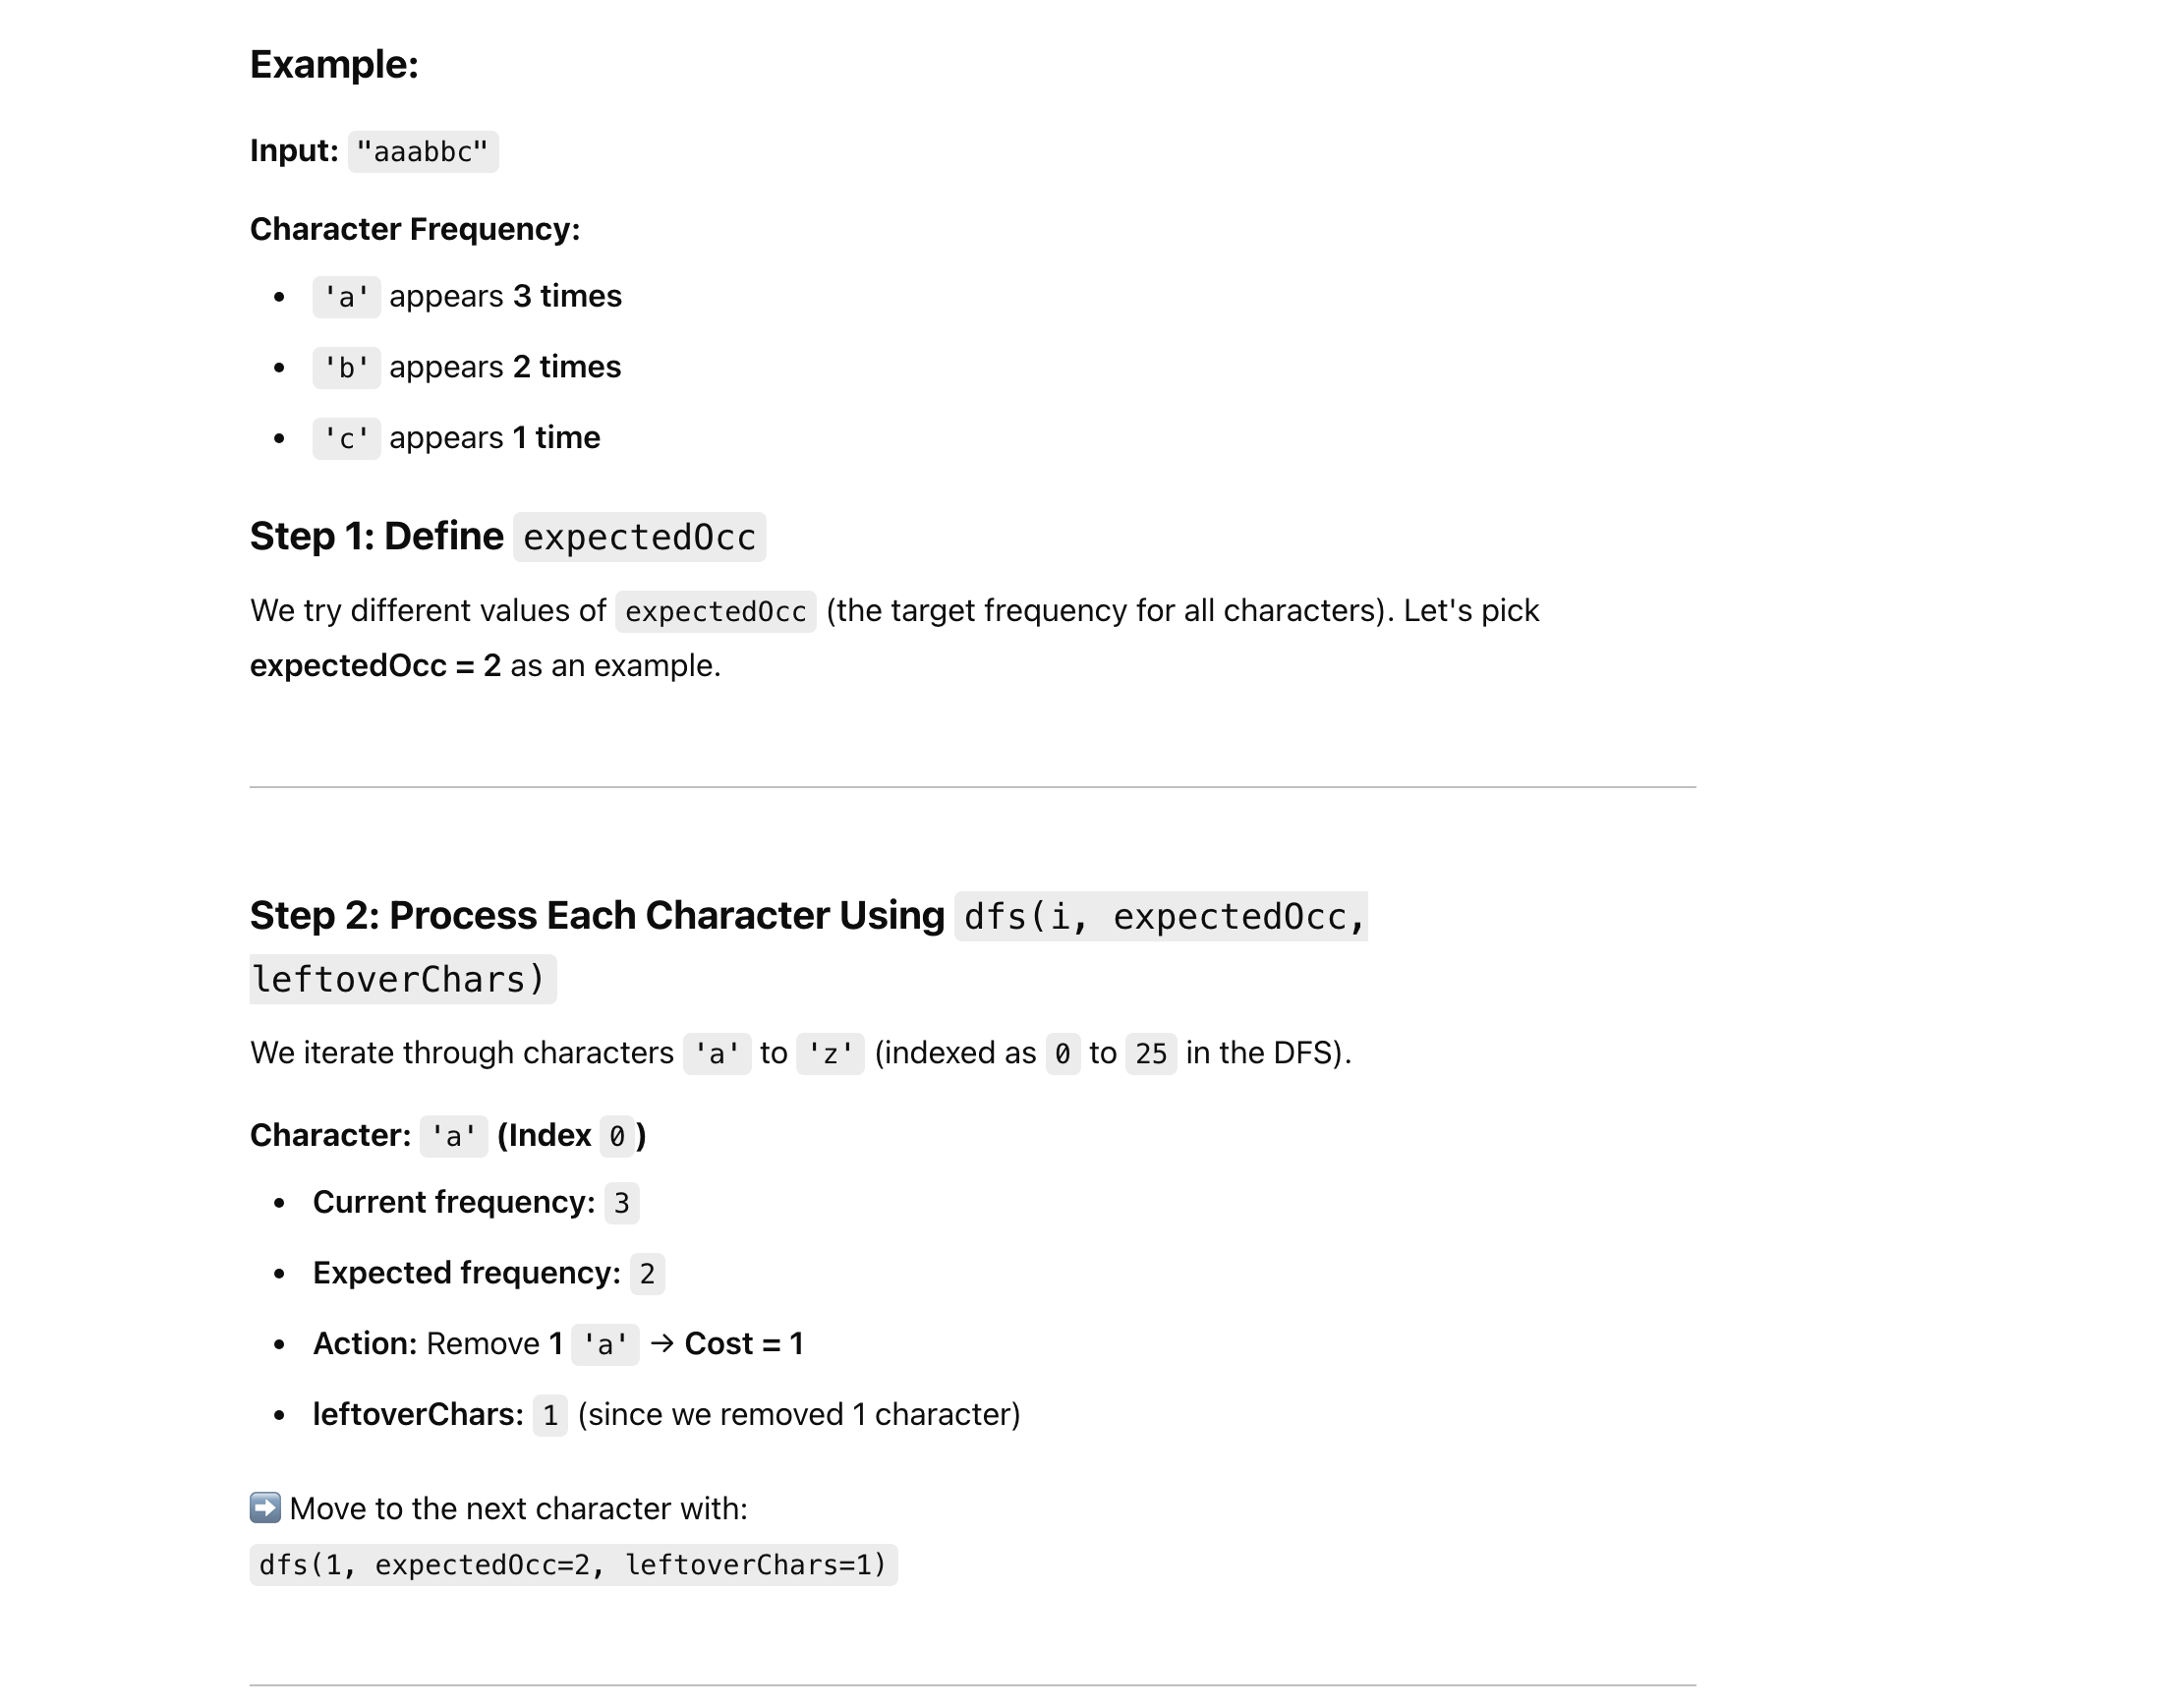 Example:
Input: "aaabbc"
Character Frequency:
• 'a' appears 3 times
• 'b' appears 2 times
• 'c' appears 1 time
Step 1: Define expectedOcc
We try different values of expectedOcc (the target frequency for all characters). Let's pick
expectedOcc = 2 as an example.
Step 2: Process Each Character Using dfs(i, expectedOcc,
leftoverChars)
We iterate through characters 'a' to 'z' (indexed as 0 to 25 in the DFS).
Character: 'a' (Index 0)
• Current frequency: 3
• Expected frequency: 2
• Action: Remove 1 'a' → Cost = 1
• leftoverChars: 1 (since we removed 1 character)
➡️ Move to the next character with:
dfs(1, expectedOcc=2, leftoverChars=1)